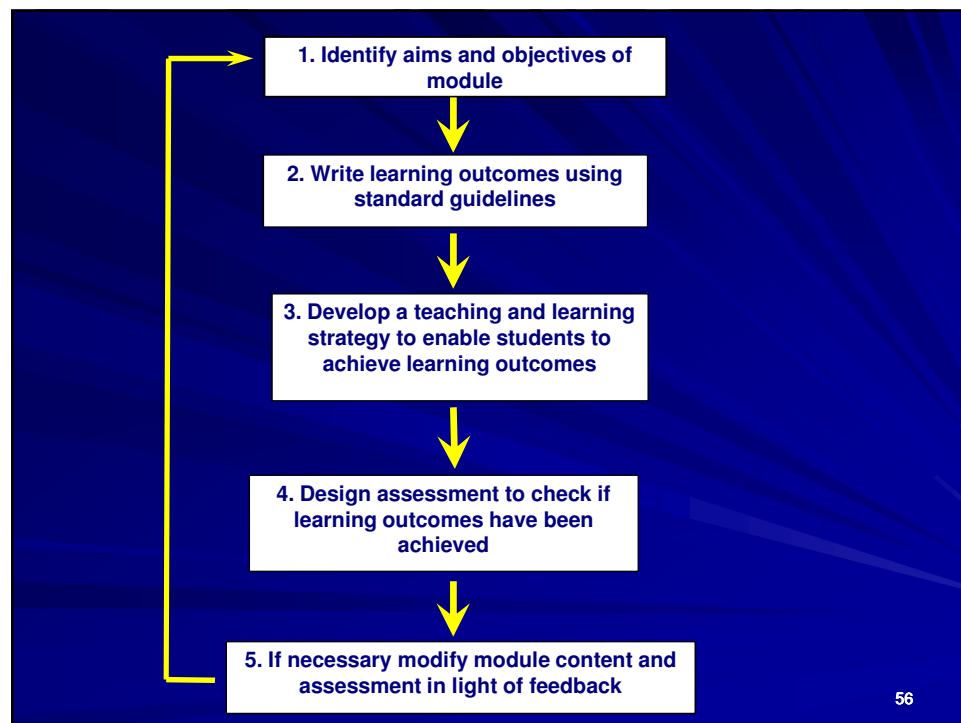 1. Identify aims and objectives of
module
2. Write learning outcomes using
standard guidelines
3. Develop a teaching and learning
strategy to enable students to
achieve learning outcomes
4. Design assessment to check if
learning outcomes have been
achieved
5. If necessary modify module content and
assessment in light of feedback
56